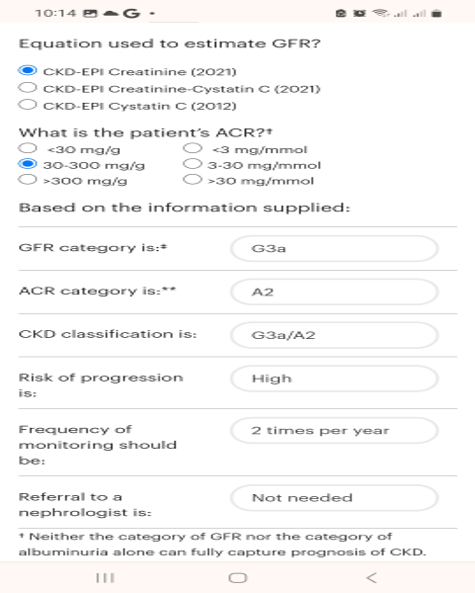 10:14 G •
Equation used to estimate GFR?
CKD-EPI Creatinine (2021)
CKD-EPI Creatinine-Cystatin C (2021)
CKD-EPI Cystatin C (2012)
What is the patient's ACR?†
<30 mg/g <3 mg/mmol
30-300 mg/g 3-30 mg/mmol
>300 mg/g >30 mg/mmol
Based on the information supplied:
GFR category is:‡ G3a
ACR category is:** A2
CKD classification is: G3a/A2
Risk of progression High
is:
Frequency of 2 times per year
monitoring should
be:
Referral to a Not needed
nephrologist is:
† Neither the category of GFR nor the category of
albuminuria alone can fully capture prognosis of CKD.